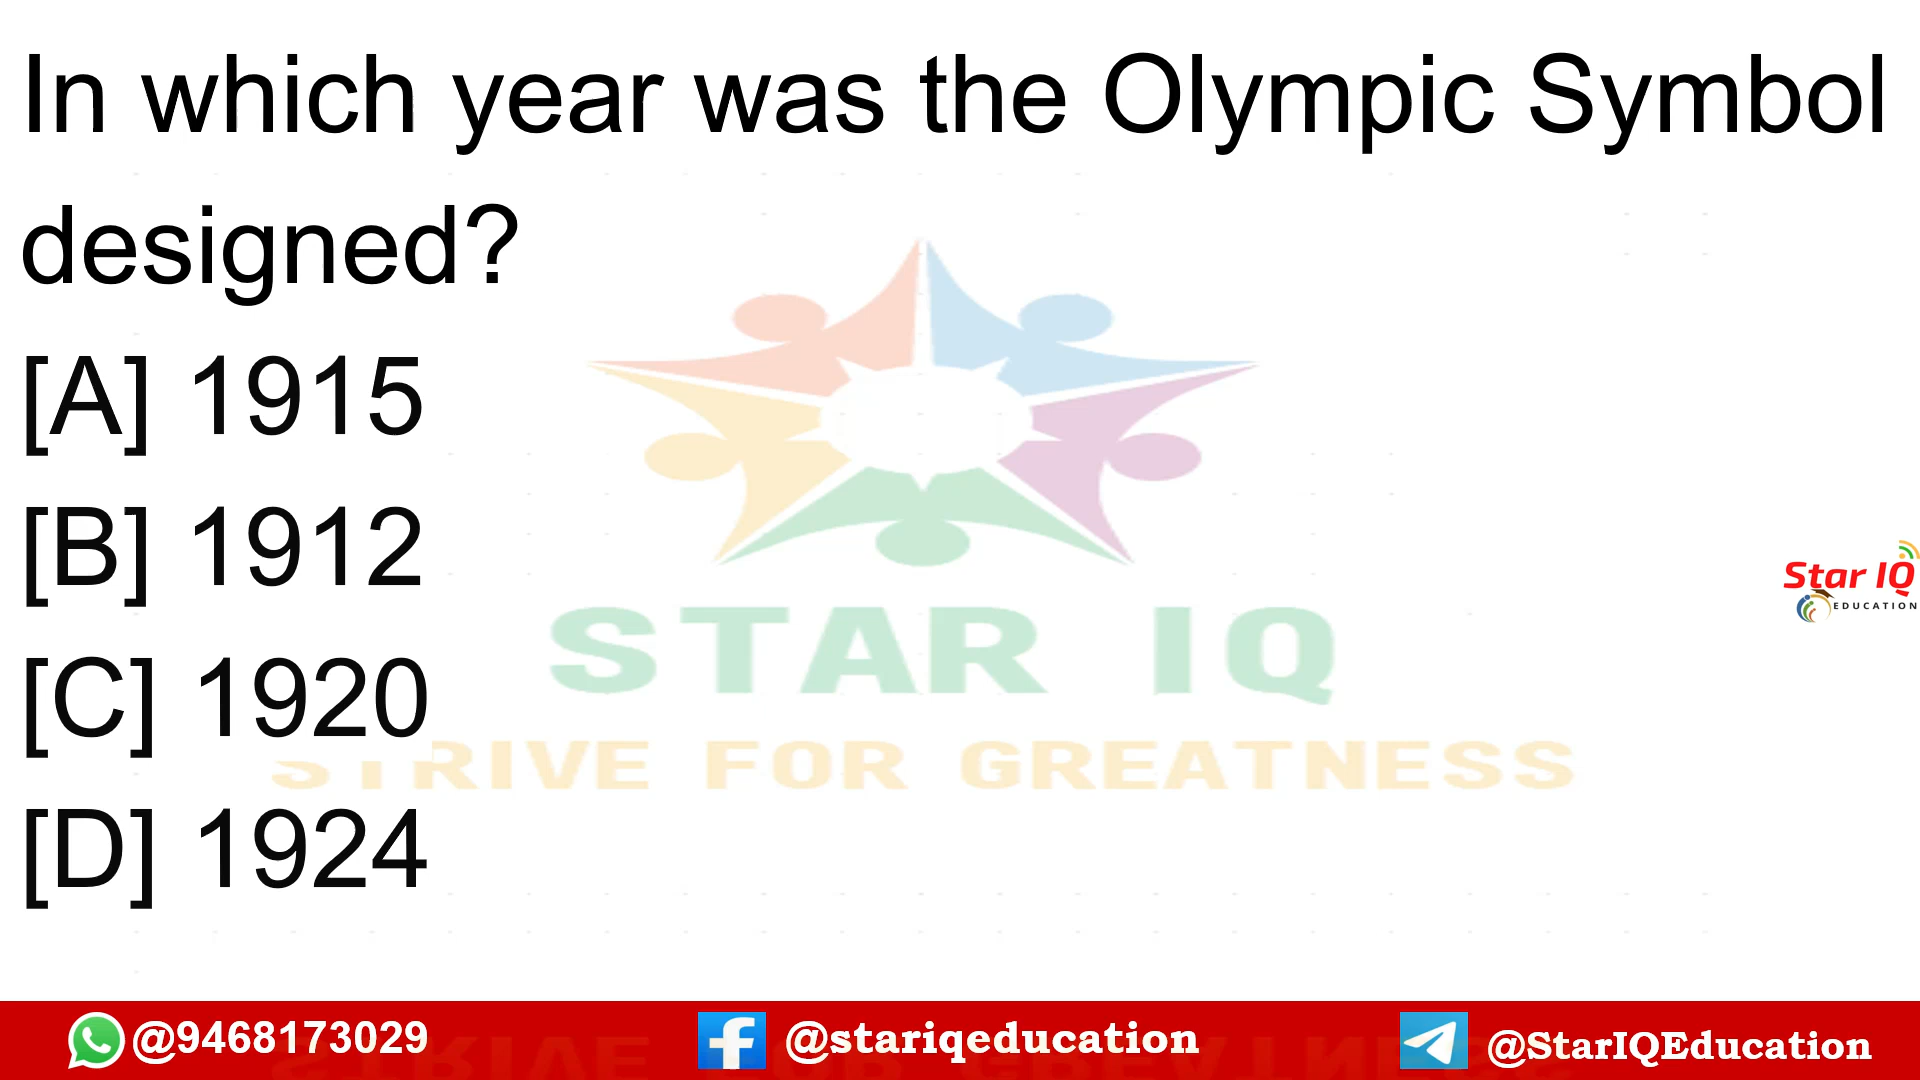 In which year was the Olympic Symbol
designed?
[A] 1915
[B] 1912
[C] 1920
[D] 1924
STAR IQ
STRIVE FOR GREATNESS
Star IQ
EDUCATION
@9468173029
@stariqeducation
@StarIQEducation